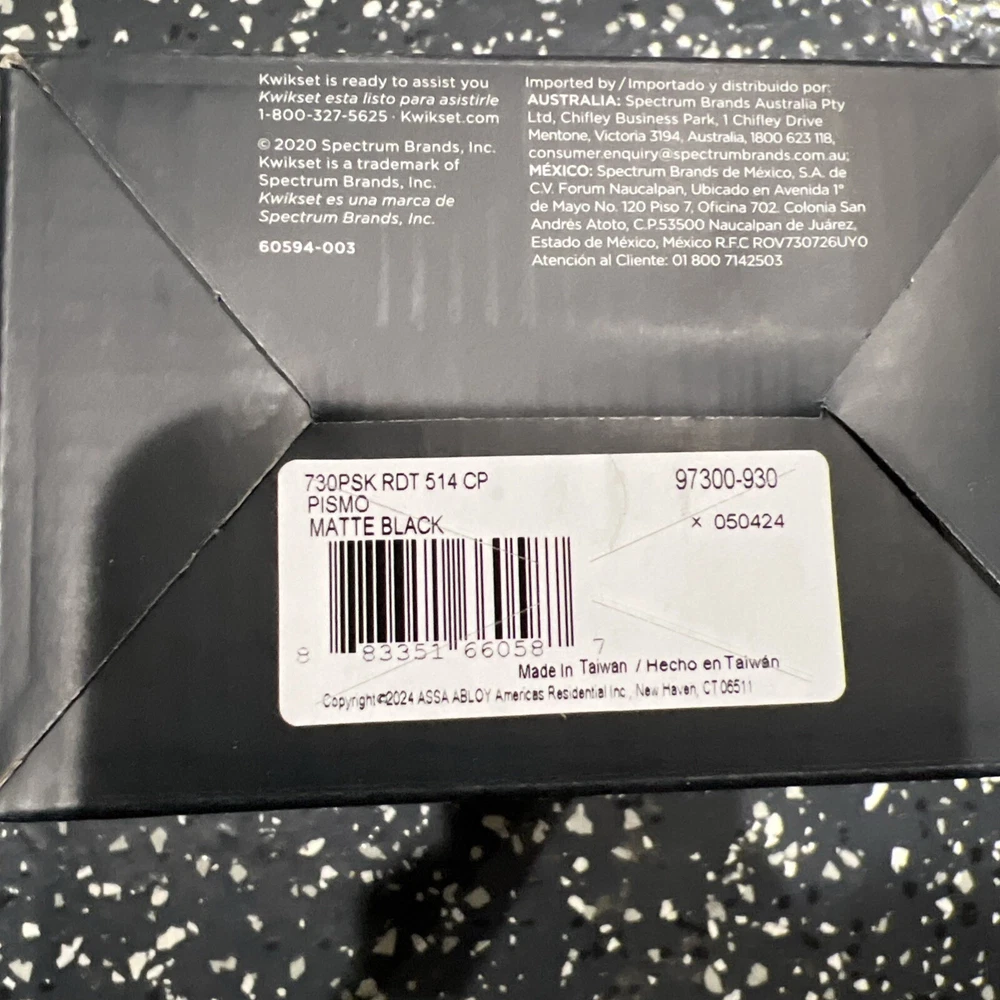 Kwikset is ready to assist you
Kwikset esta listo para asistirle
1-800-327-5625 · Kwikset.com
© 2020 Spectrum Brands, Inc.
Kwikset is a trademark of
Spectrum Brands, Inc.
Kwikset es una marca de
Spectrum Brands, Inc.
60594-003
Imported by / Importado y distribuido por:
AUSTRALIA: Spectrum Brands Australia Pty
Ltd, Chifley Business Park, 1 Chifley Drive
Mentone, Victoria 3194, Australia, 1800 623 118,
consumer.enquiry@spectrumbrands.com.au;
MÉXICO: Spectrum Brands de México, S.A. de
C.V. Forum Naucalpan, Ubicado en Avenida 1°
de Mayo No. 120 Piso 7, Oficina 702 Colonia San
Andrés Atoto, C.P.53500 Naucalpan de Juárez,
Estado de México, México R.F.C ROV730726UY0
Atención al Cliente: 01 800 7142503
730PSK RDT 514 CP
PISMO
MATTE BLACK
97300-930
x 050424
8 83351 66058 7
Made In Taiwan / Hecho en Taiwán
Copyright©2024 ASSA ABLOY Americas Residential Inc., New Haven, CT 06511